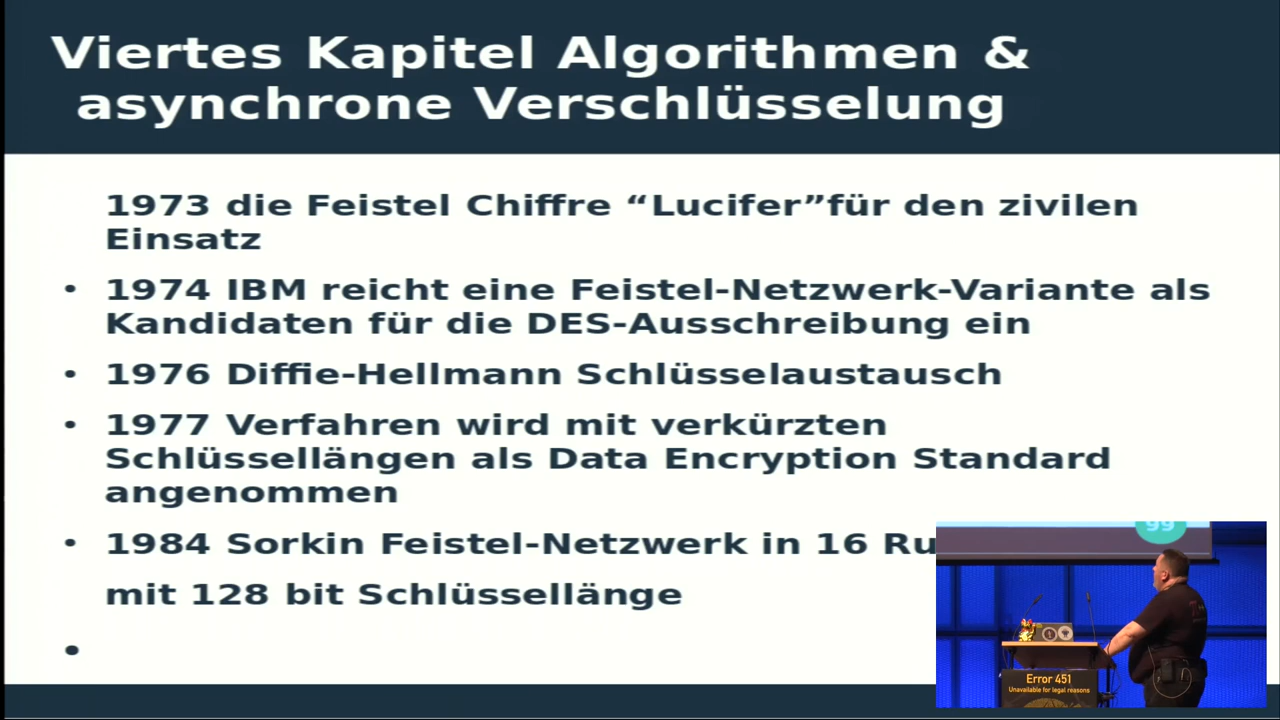 Viertes Kapitel Algorithmen &
asynchrone Verschlüsselung
1973 die Feistel Chiffre “Lucifer”für den zivilen
Einsatz
• 1974 IBM reicht eine Feistel-Netzwerk-Variante als
Kandidaten für die DES-Ausschreibung ein
• 1976 Diffie-Hellmann Schlüsselaustausch
• 1977 Verfahren wird mit verkürzten
Schlüssellängen als Data Encryption Standard
angenommen
• 1984 Sorkin Feistel-Netzwerk in 16 Ru
mit 128 bit Schlüssellänge
•
99
Error 451
Unavailable for legal reasons